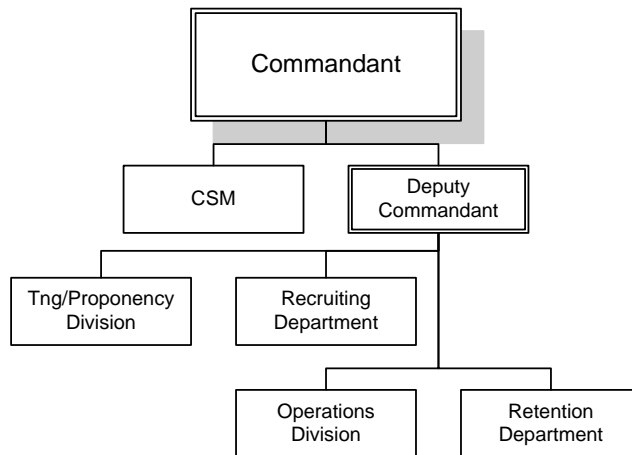 Commandant
CSM
Deputy
Commandant
Tng/Proponency
Division
Recruiting
Department
Operations
Division
Retention
Department